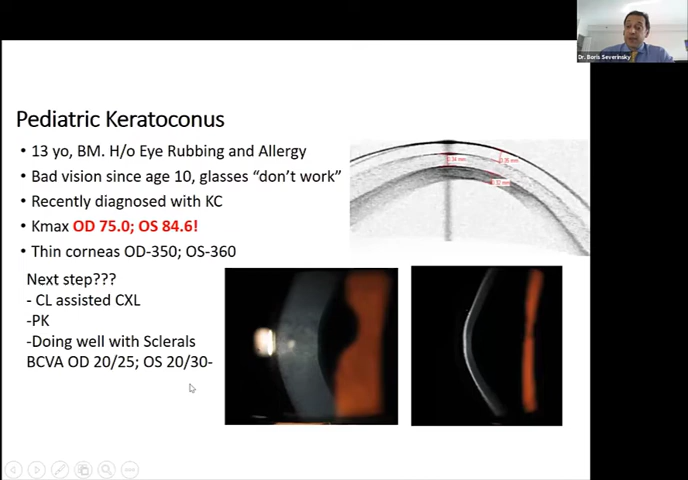 Dr. Boris Severinsky
Pediatric Keratoconus
• 13 yo, BM. H/o Eye Rubbing and Allergy
• Bad vision since age 10, glasses “don’t work”
• Recently diagnosed with KC
• Kmax OD 75.0; OS 84.6!
• Thin corneas OD-350; OS-360
Next step???
- CL assisted CXL
-PK
-Doing well with Sclerals
BCVA OD 20/25; OS 20/30-